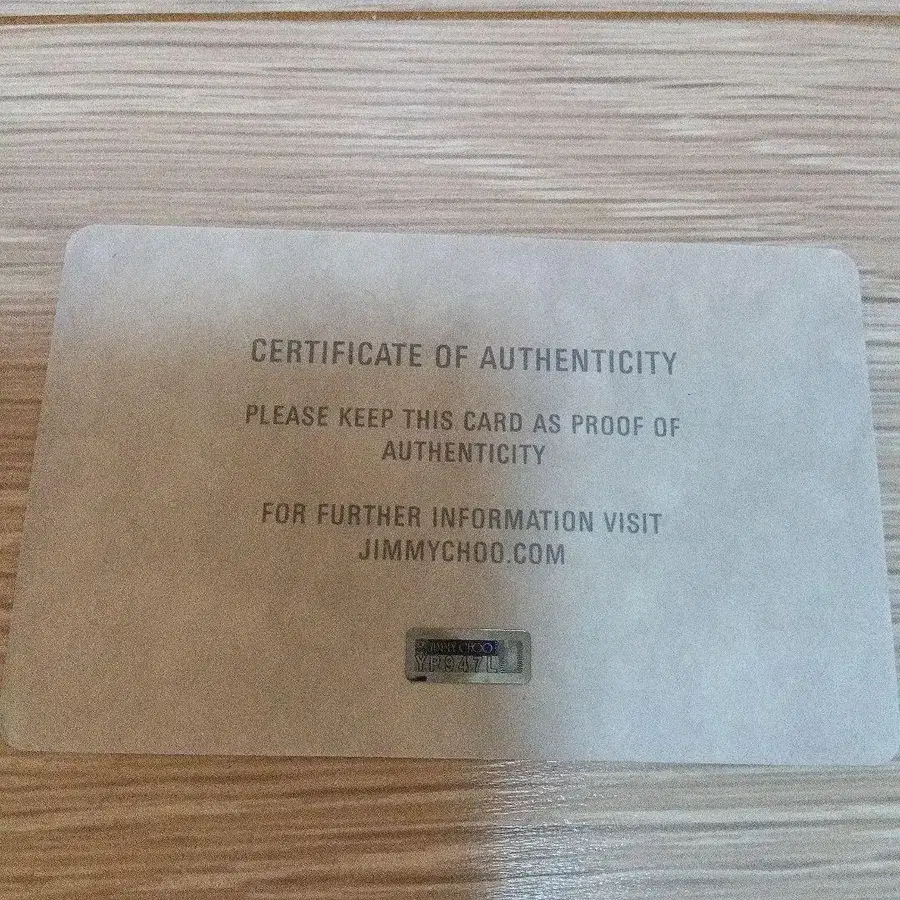 CERTIFICATE OF AUTHENTICITY
PLEASE KEEP THIS CARD AS PROOF OF
AUTHENTICITY
FOR FURTHER INFORMATION VISIT
JIMMYCHOO.COM
JIMMY CHOO
YP947L